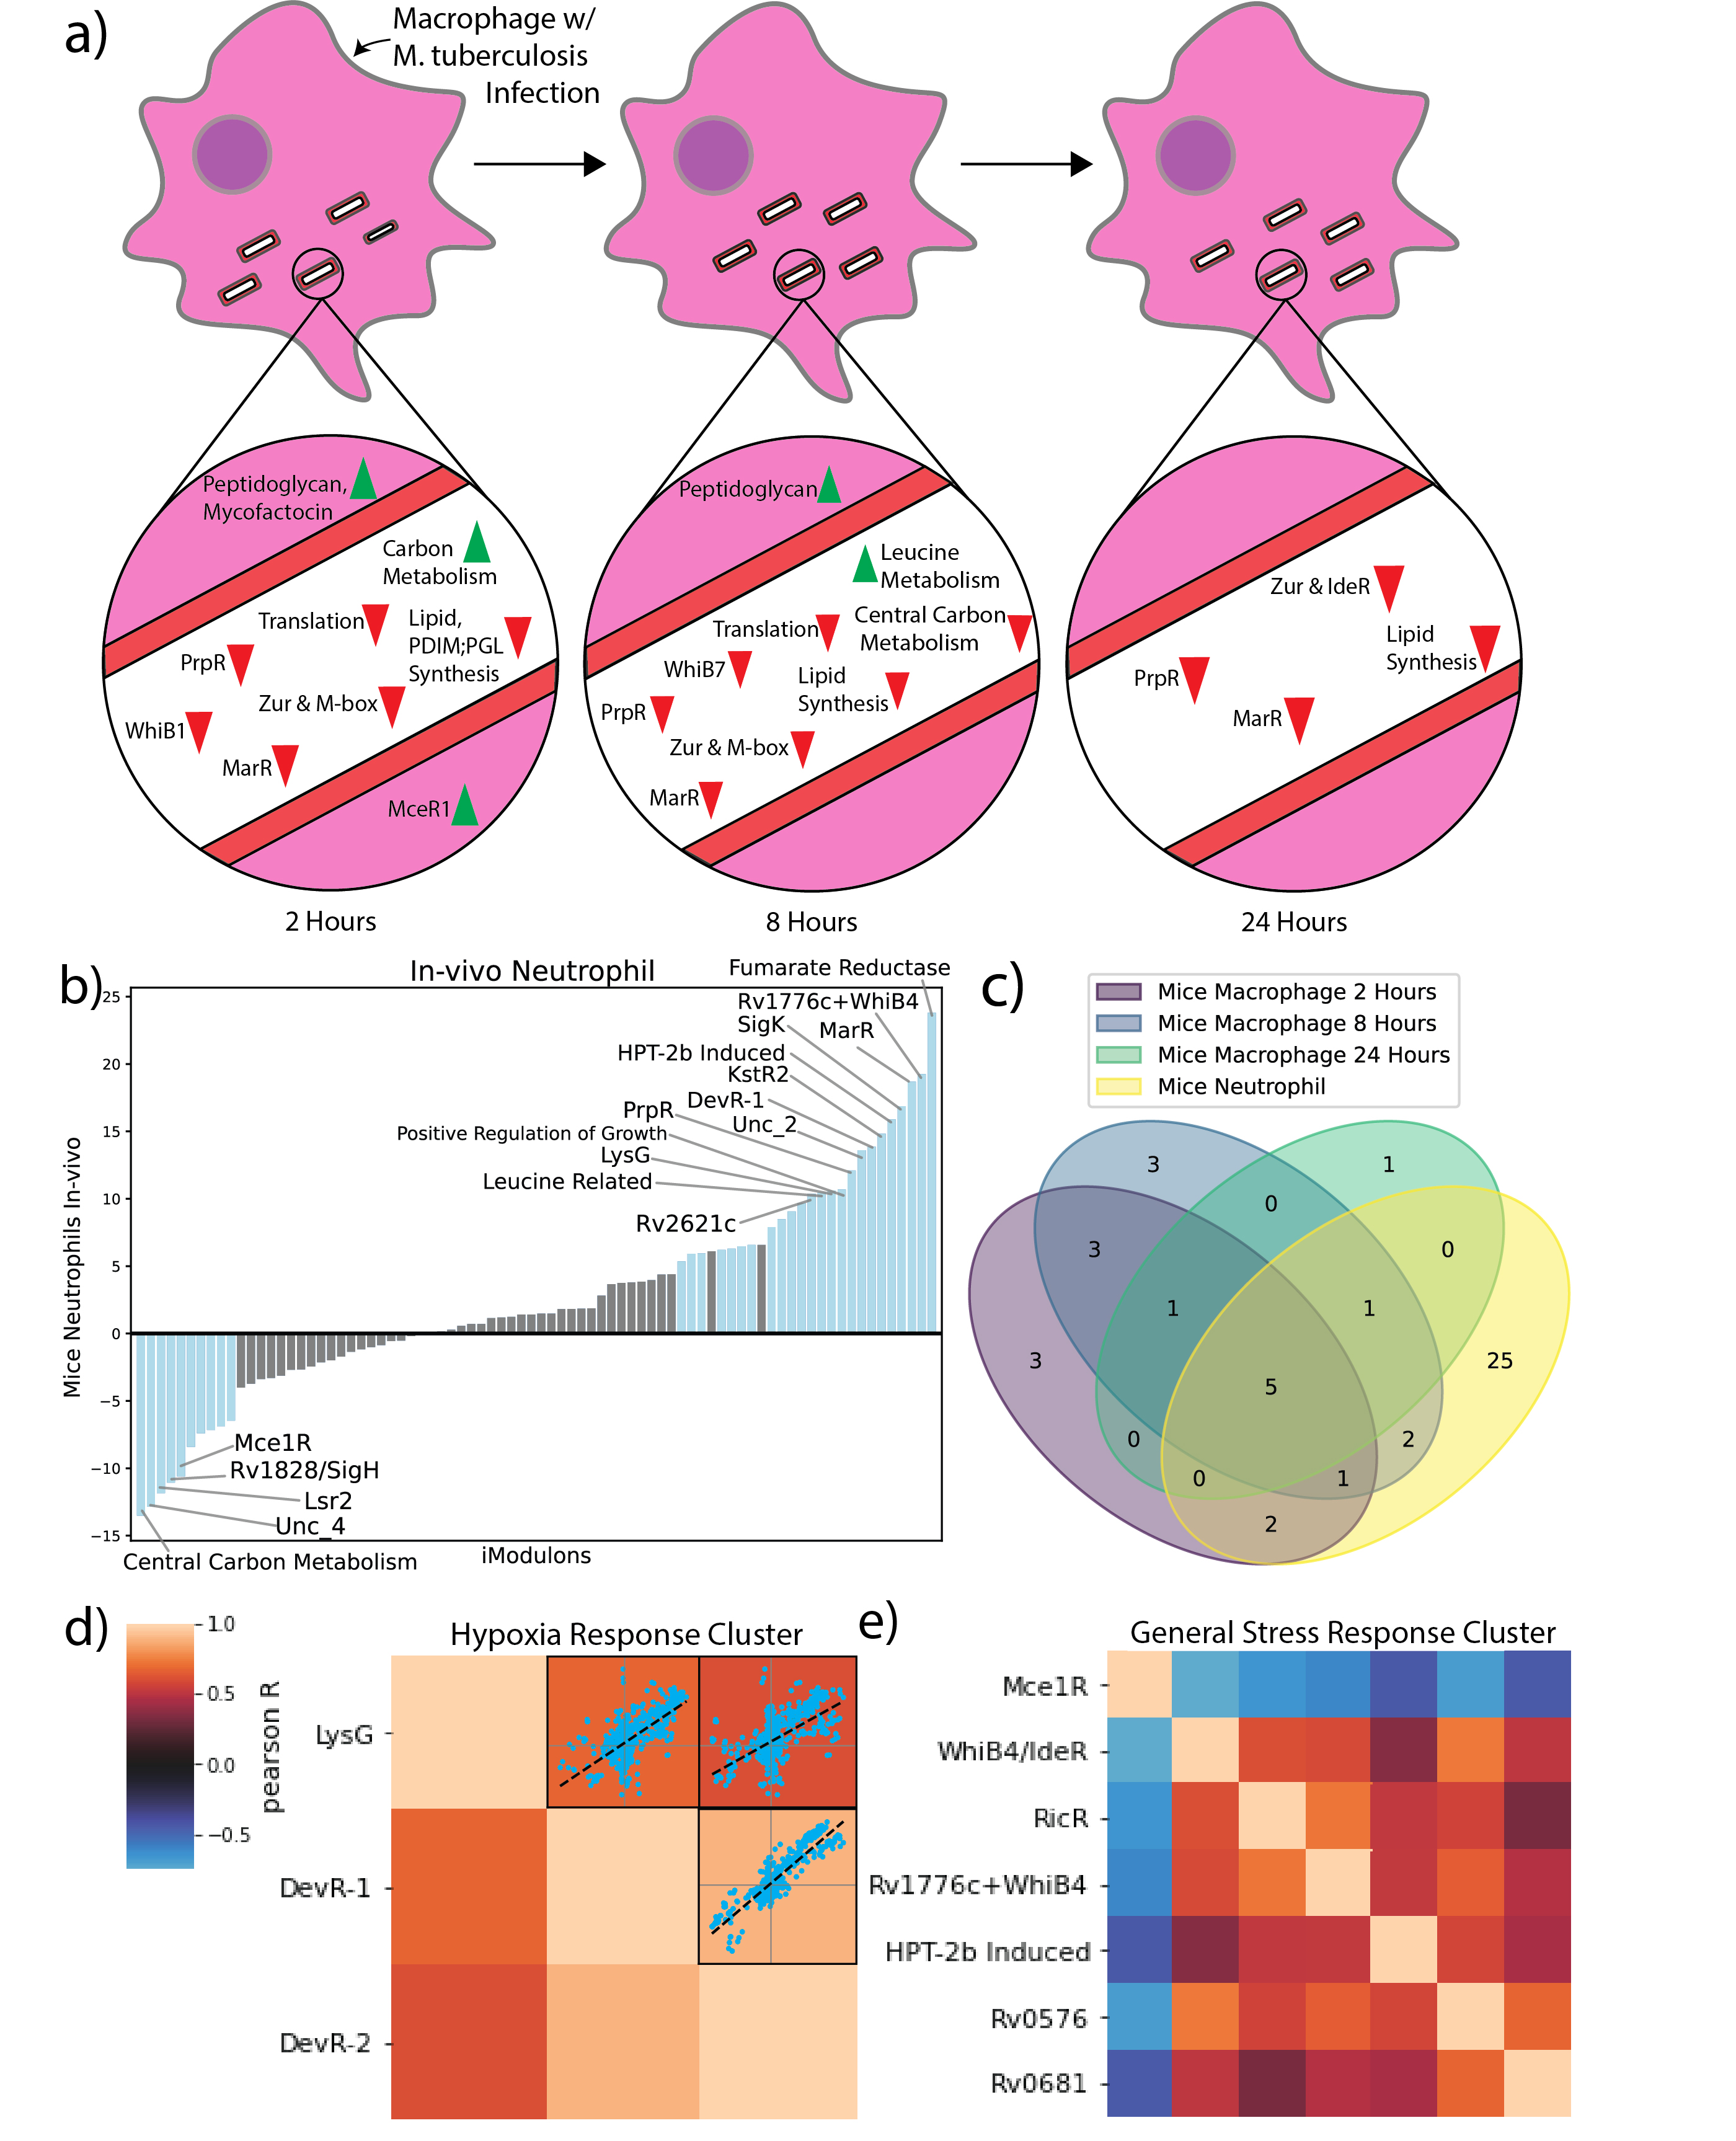 a)
Macrophage w/
M. tuberculosis
Infection
Peptidoglycan,
Mycofactocin
Carbon
Metabolism
Translation
Lipid,
PDIM;PGL
Synthesis
PrpR
Zur & M-box
WhiB1
MarR
MceR1
2 Hours
Peptidoglycan
Leucine
Metabolism
Translation
Central Carbon
Metabolism
WhiB7
Lipid
Synthesis
PrpR
Zur & M-box
MarR
8 Hours
Zur & IdeR
Lipid
Synthesis
PrpR
MarR
24 Hours
b)
In-vivo Neutrophil
Mice Neutrophils In-vivo
25
20
15
10
5
0
−5
−10
−15
Fumarate Reductase
Rv1776c+WhiB4
SigK
MarR
HPT-2b Induced
KstR2
DevR-1
PrpR
Unc_2
Positive Regulation of Growth
LysG
Leucine Related
Rv2621c
Mce1R
Rv1828/SigH
Lsr2
Unc_4
Central Carbon Metabolism
iModulons
c)
Mice Macrophage 2 Hours
Mice Macrophage 8 Hours
Mice Macrophage 24 Hours
Mice Neutrophil
3
1
0
3
0
1
1
3
25
5
0
2
0
1
2
d)
1.0
0.5
0.0
−0.5
pearson R
Hypoxia Response Cluster
LysG
DevR-1
DevR-2
e)
General Stress Response Cluster
Mce1R
WhiB4/IdeR
RicR
Rv1776c+WhiB4
HPT-2b Induced
Rv0576
Rv0681